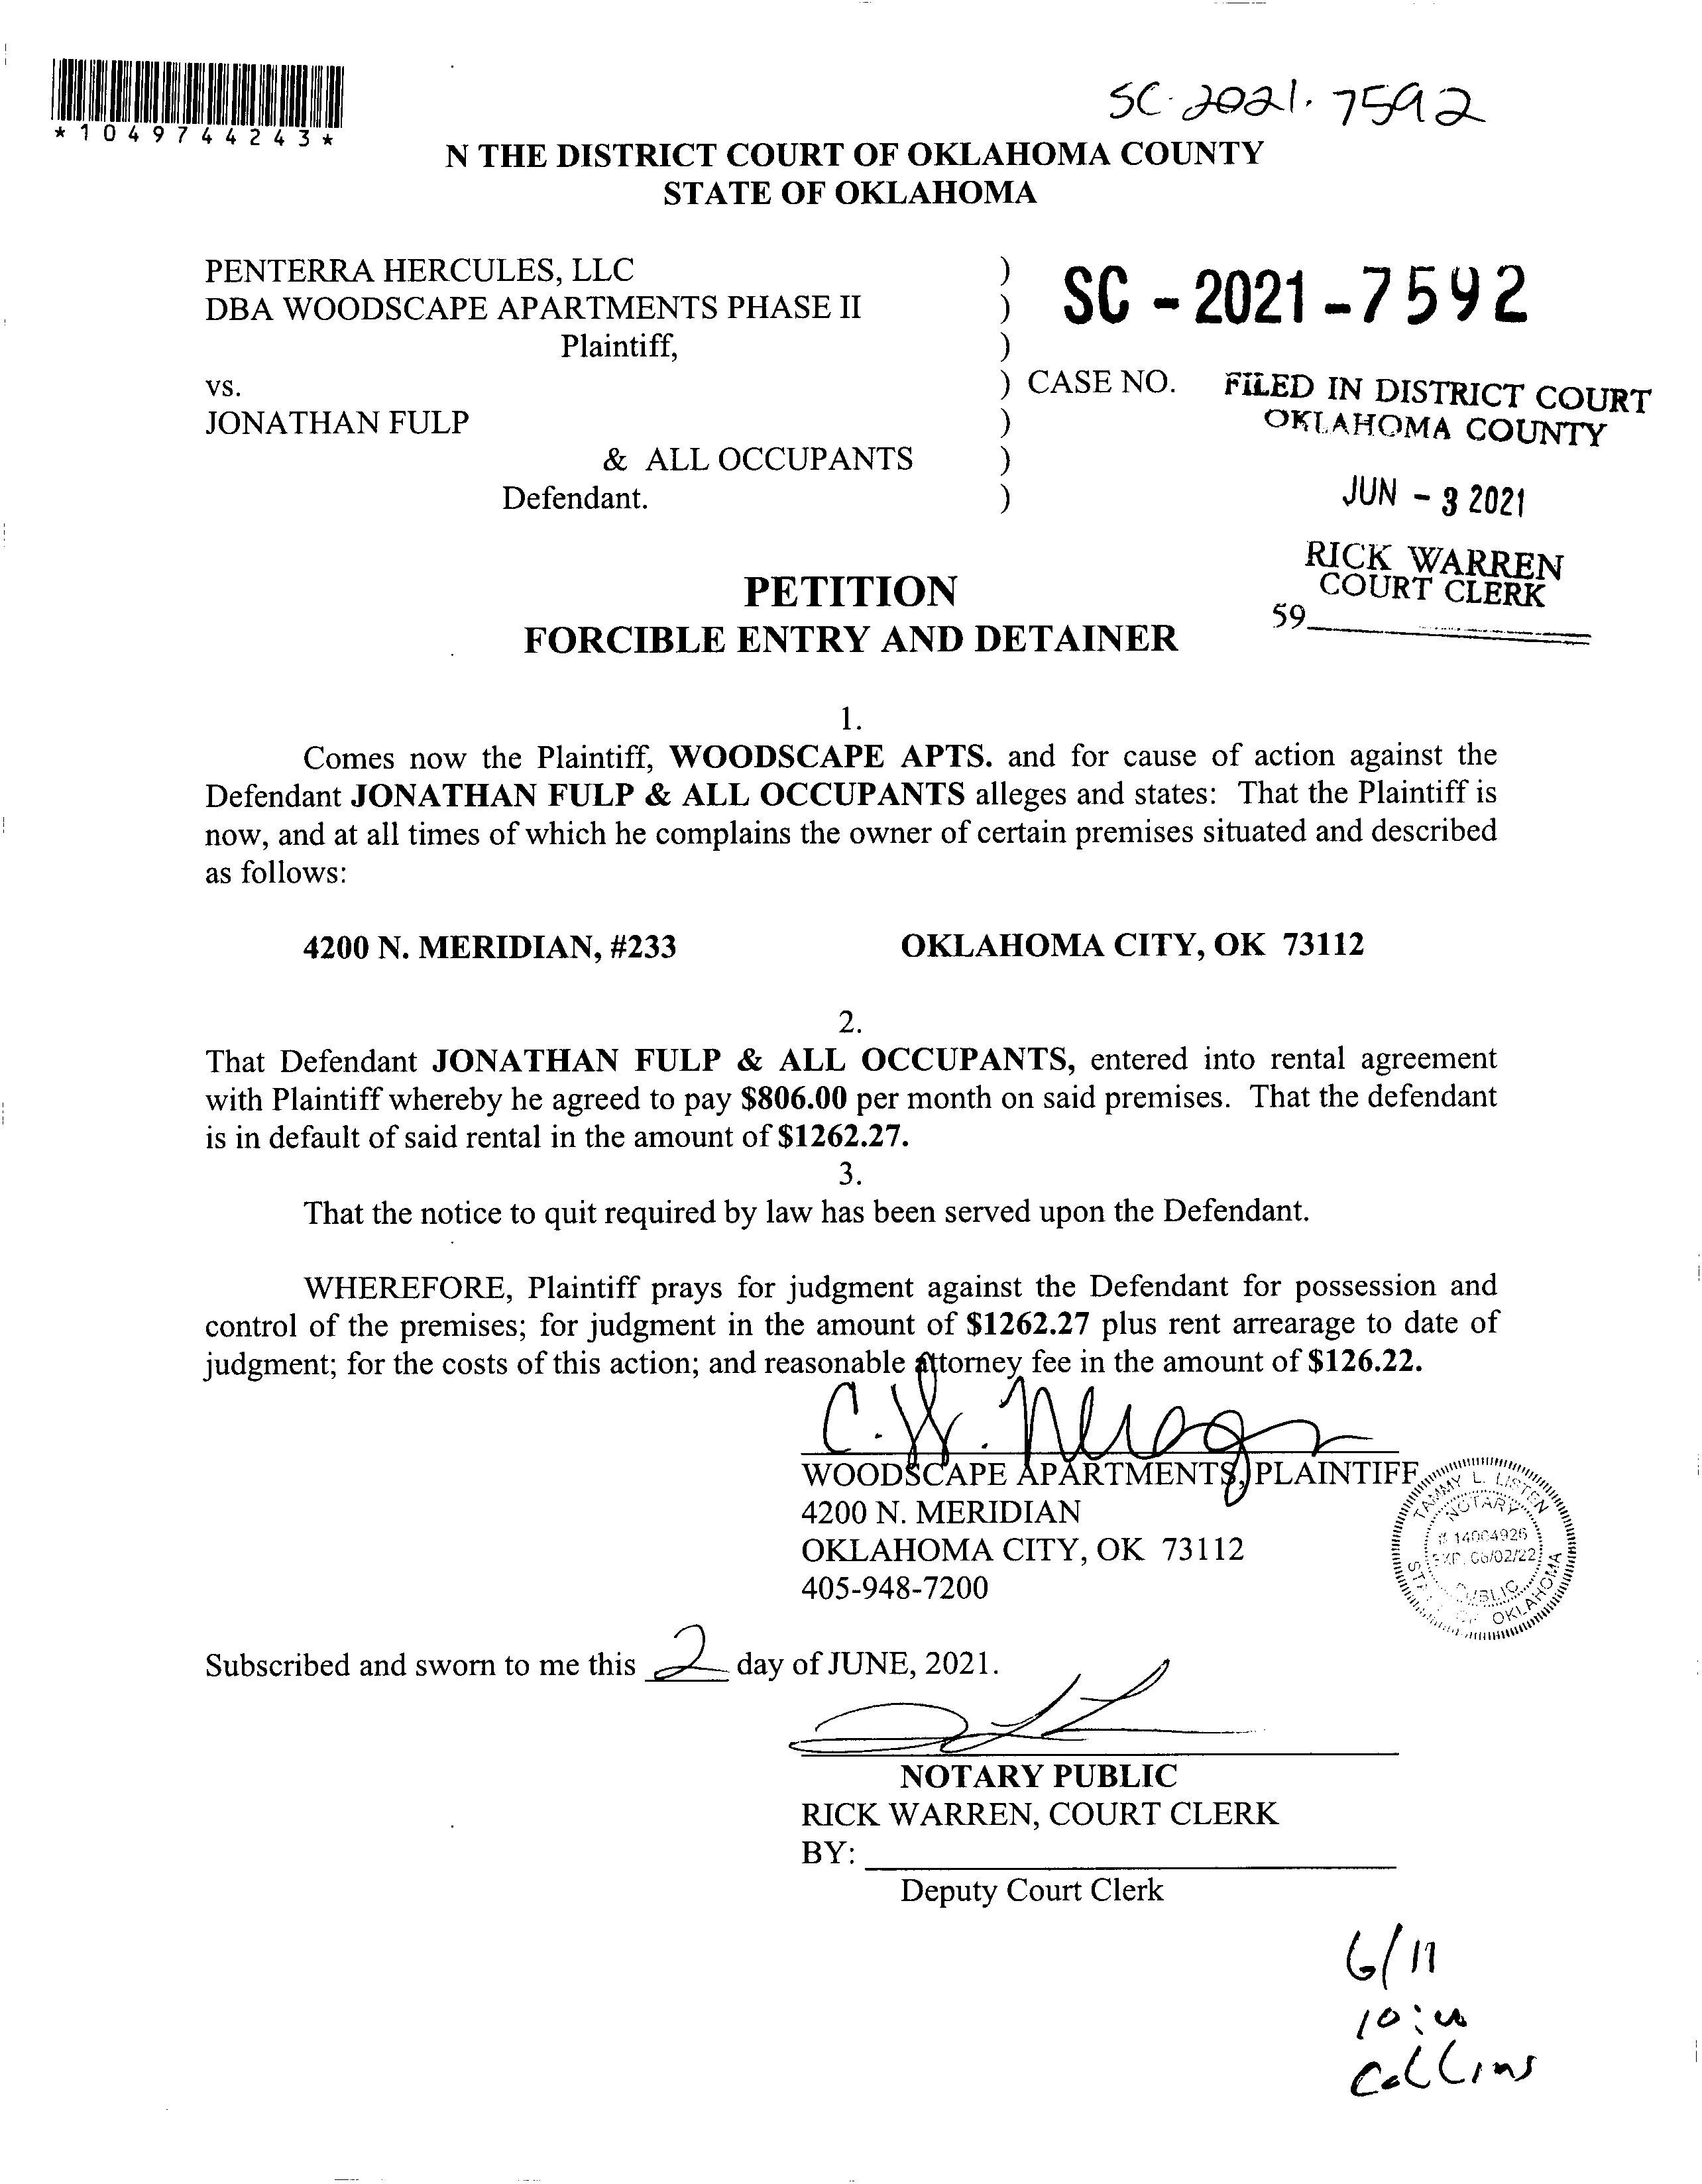 *1049744243*
SC-2021-7592
N THE DISTRICT COURT OF OKLAHOMA COUNTY
STATE OF OKLAHOMA
PENTERRA HERCULES, LLC )
DBA WOODSCAPE APARTMENTS PHASE II )
SC - 2021 - 7592
Plaintiff, )
vs. ) CASE NO.
FILED IN DISTRICT COURT
OKLAHOMA COUNTY
JONATHAN FULP )
& ALL OCCUPANTS )
Defendant. )
JUN - 3 2021
RICK WARREN
COURT CLERK
59
PETITION
FORCIBLE ENTRY AND DETAINER
1.
Comes now the Plaintiff, WOODSCAPE APTS. and for cause of action against the
Defendant JONATHAN FULP & ALL OCCUPANTS alleges and states: That the Plaintiff is
now, and at all times of which he complains the owner of certain premises situated and described
as follows:
4200 N. MERIDIAN, #233 OKLAHOMA CITY, OK 73112
2.
That Defendant JONATHAN FULP & ALL OCCUPANTS, entered into rental agreement
with Plaintiff whereby he agreed to pay $806.00 per month on said premises. That the defendant
is in default of said rental in the amount of $1262.27.
3.
That the notice to quit required by law has been served upon the Defendant.
WHEREFORE, Plaintiff prays for judgment against the Defendant for possession and
control of the premises; for judgment in the amount of $1262.27 plus rent arrearage to date of
judgment; for the costs of this action; and reasonable attorney fee in the amount of $126.22.
WOODSCAPE APARTMENTS, PLAINTIFF
4200 N. MERIDIAN
OKLAHOMA CITY, OK 73112
405-948-7200
TAMMY L. LISTEN
NOTARY
# 14004926
EXP. 06/02/22
PUBLIC
STATE OF OKLAHOMA
Subscribed and sworn to me this 2 day of JUNE, 2021.
NOTARY PUBLIC
RICK WARREN, COURT CLERK
BY:
Deputy Court Clerk
6/11
Collins